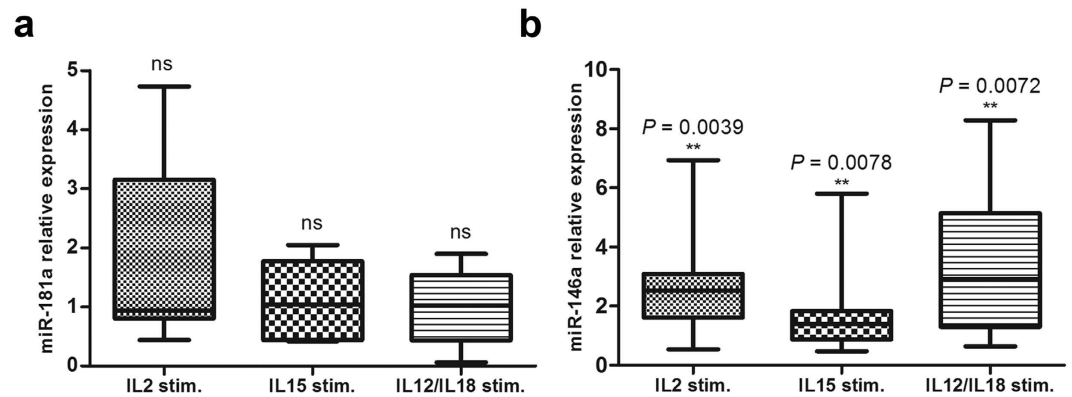 a
miR-181a relative expression
5
4
3
2
1
0
ns
ns
ns
IL2 stim.
IL15 stim.
IL12/IL18 stim.
b
miR-146a relative expression
10
8
6
4
2
0
P = 0.0039
**
P = 0.0078
**
P = 0.0072
**
IL2 stim.
IL15 stim.
IL12/IL18 stim.